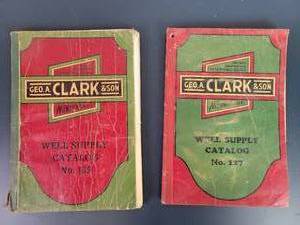 GEO. A. CLARK & SON
WELL SUPPLY
CATALOG
No.
GEO. A. CLARK & SON
WELL SUPPLY
CATALOG
No. 127